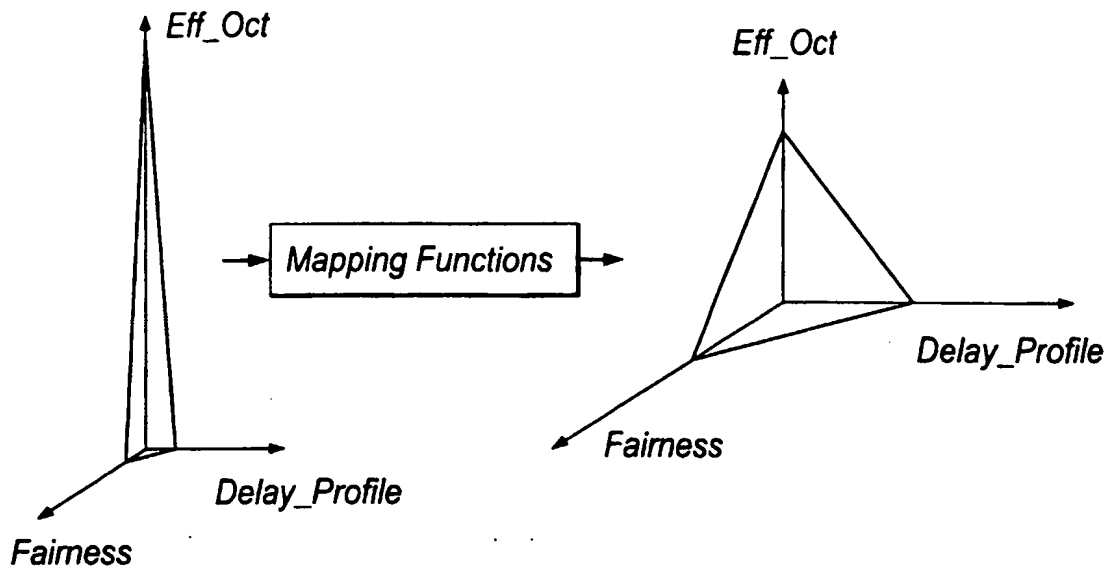 Eff_Oct
Eff_Oct
Mapping Functions
Delay_Profile
Fairness
Delay_Profile
Fairness